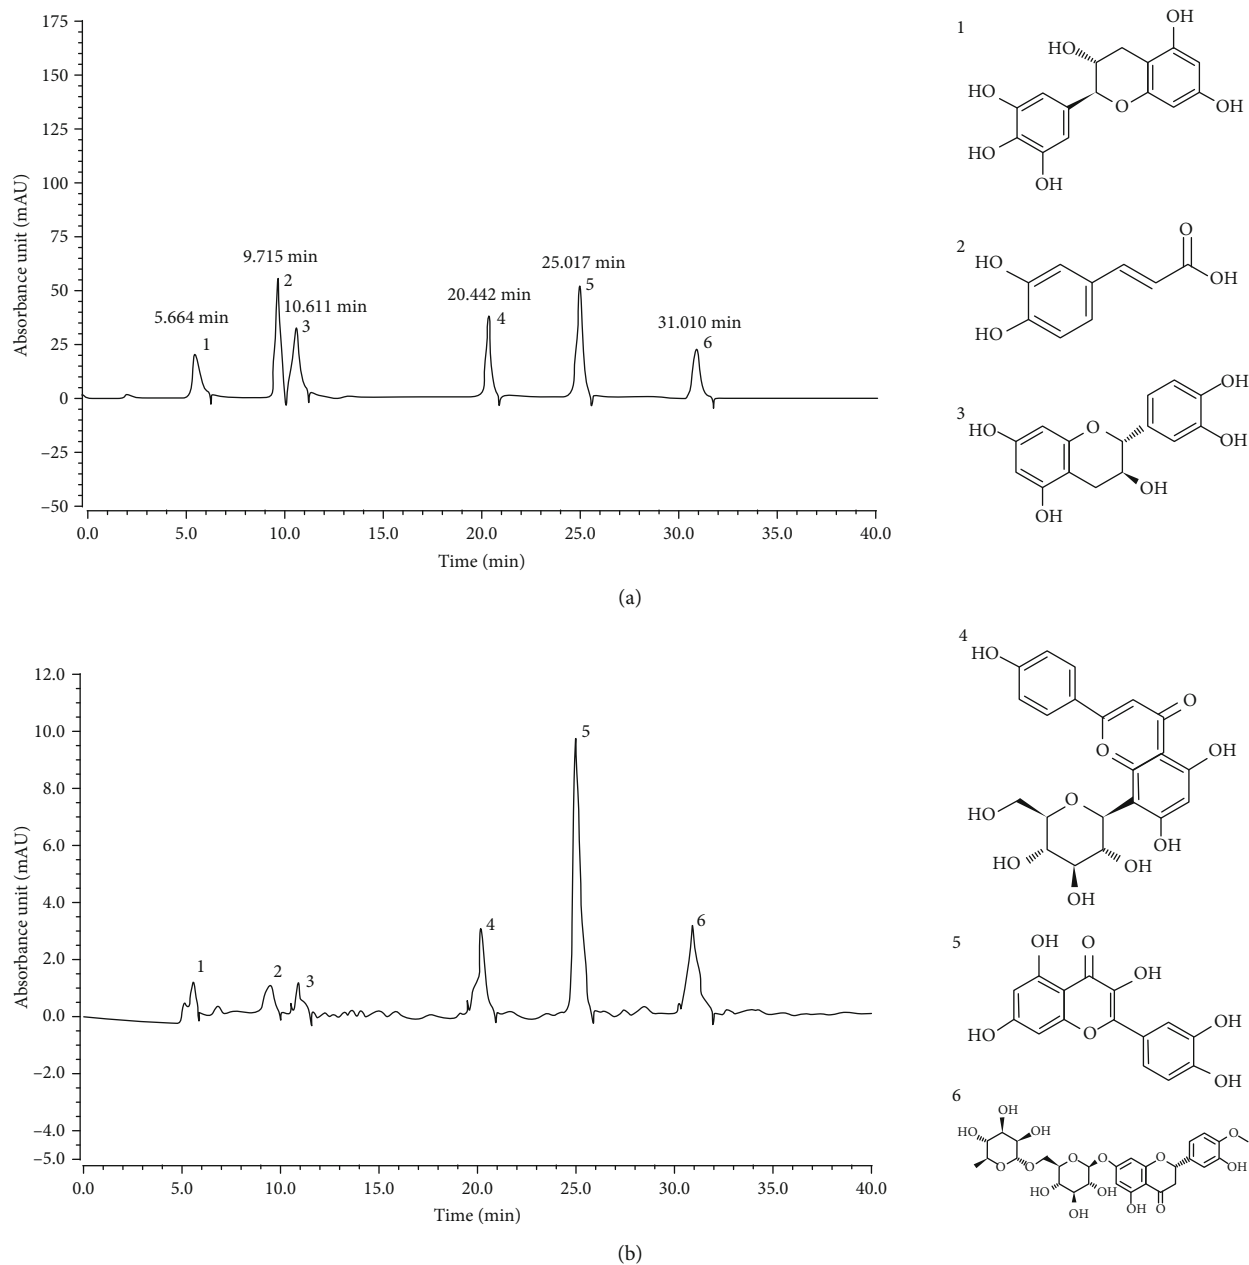 175
150
125
100
75
50
25
0
–25
–50
Absorbance unit (mAU)
5.664 min
1
9.715 min
2
10.611 min
3
20.442 min
4
25.017 min
5
31.010 min
6
0.0 5.0 10.0 15.0 20.0 25.0 30.0 35.0 40.0
Time (min)
(a)
1
OH
HO
HO
O
OH
HO
OH
2
O
HO
OH
HO
3
OH
HO
O
OH
OH
OH
12.0
10.0
8.0
6.0
4.0
2.0
0.0
–2.0
–4.0
–5.0
Absorbance unit (mAU)
1
2
3
4
5
6
0.0 5.0 10.0 15.0 20.0 25.0 30.0 35.0 40.0
Time (min)
(b)
4
HO
O
O
OH
O
HO
OH
HO
OH
OH
5
OH O
OH
HO
O
OH
OH
6
OH
HO
OH
O
O
O
O
O
O
OH
HO
OH
OH
OH O